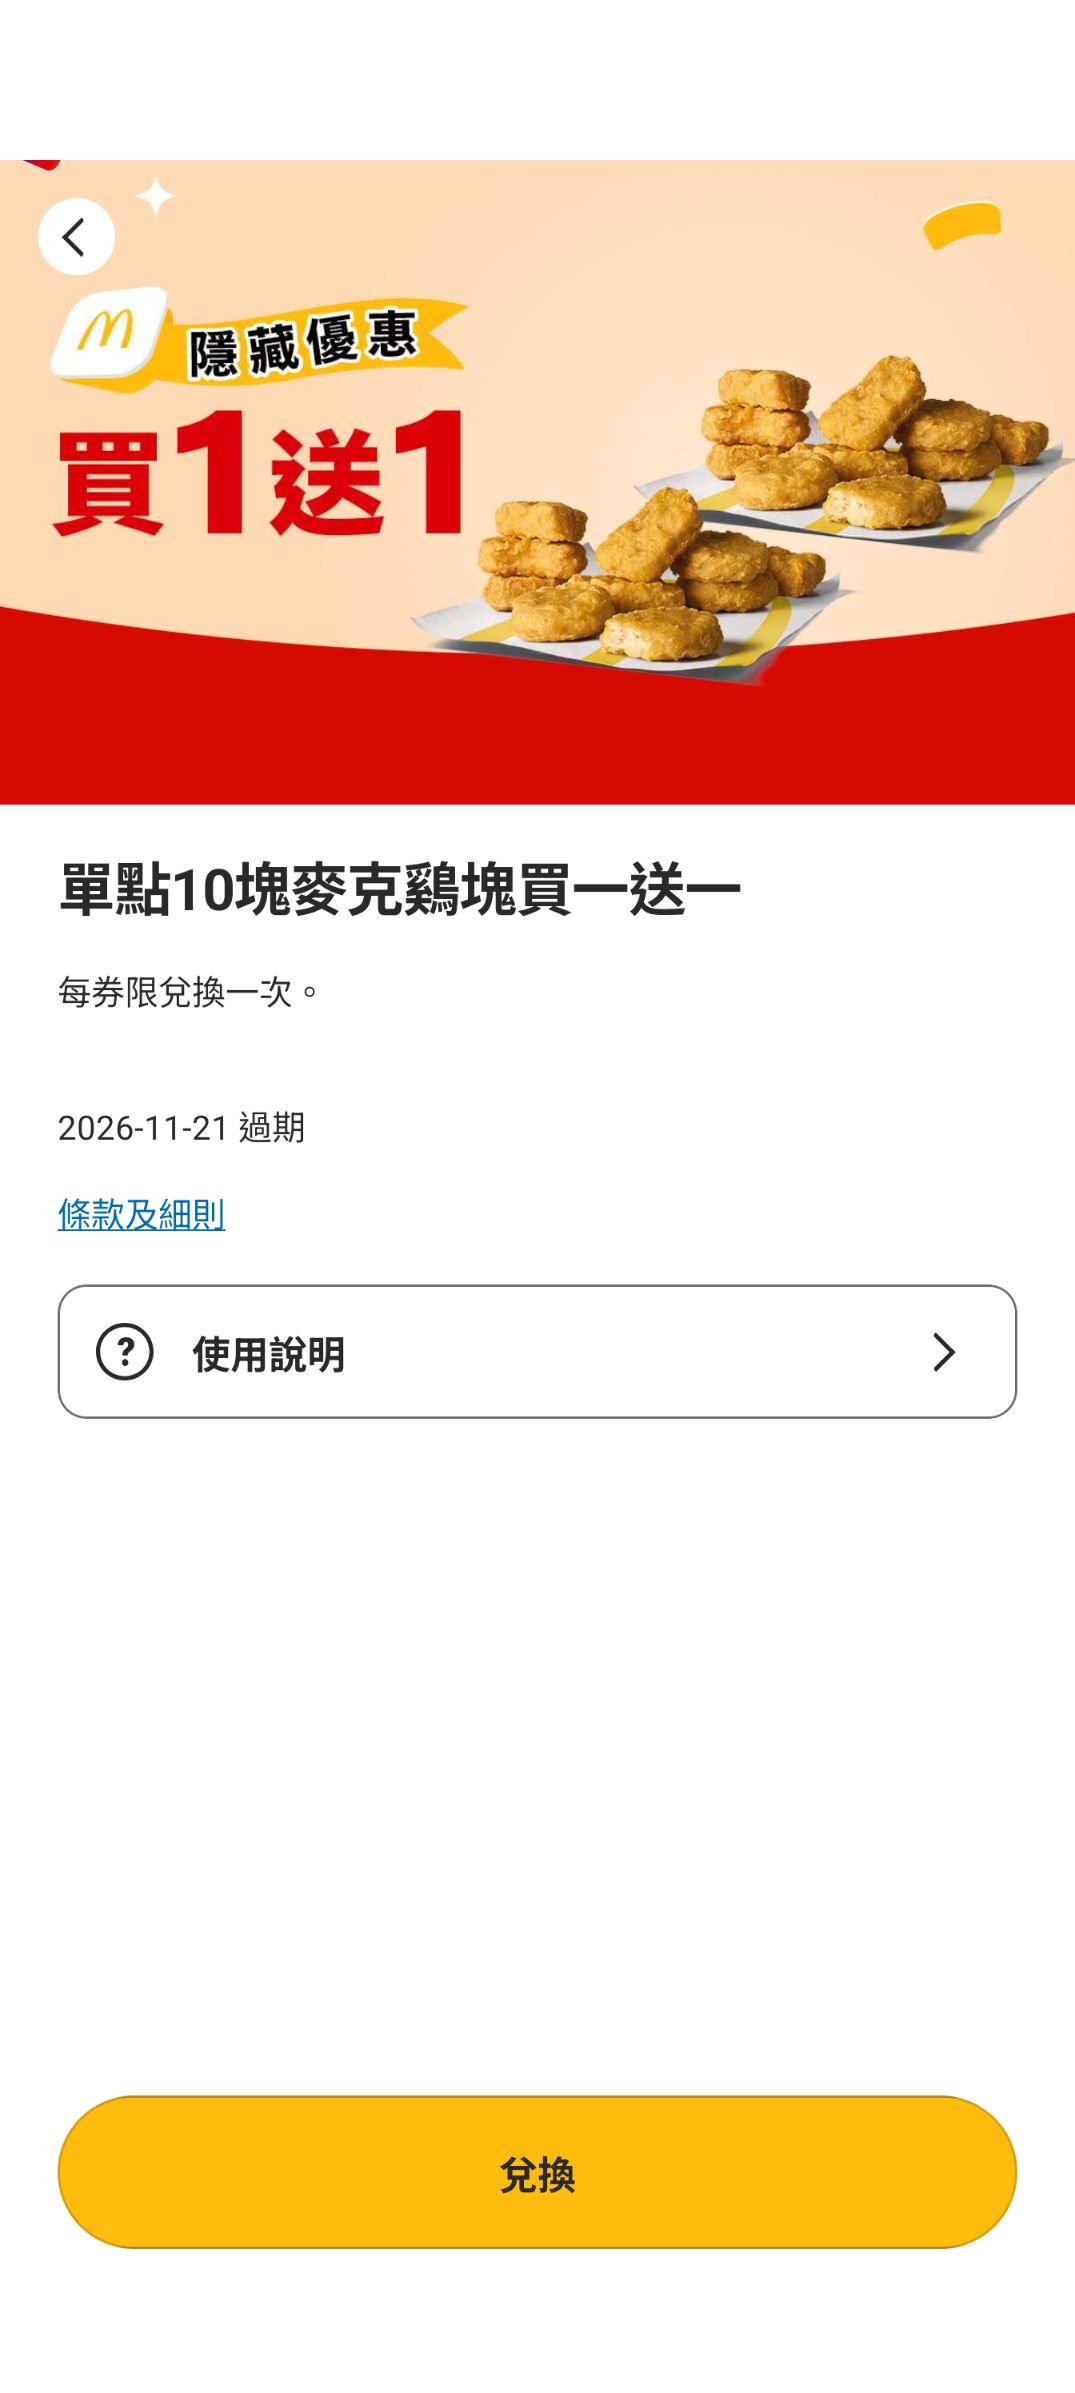 隱藏優惠
買1送1
單點10塊麥克鷄塊買一送一
每券限兌換一次。
2026-11-21 過期
條款及細則
? 使用說明
兌換